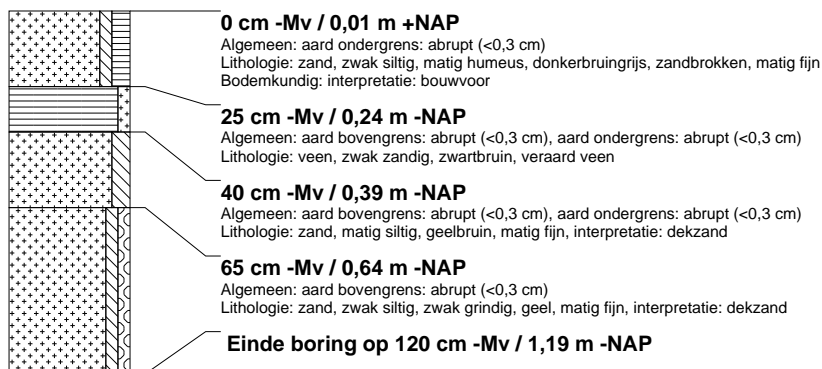 0 cm -Mv / 0,01 m +NAP
Algemeen: aard ondergrens: abrupt (<0,3 cm)
Lithologie: zand, zwak siltig, matig humeus, donkerbruingrijs, zandbrokken, matig fijn
Bodemkundig: interpretatie: bouwvoor
25 cm -Mv / 0,24 m -NAP
Algemeen: aard bovengrens: abrupt (<0,3 cm), aard ondergrens: abrupt (<0,3 cm)
Lithologie: veen, zwak zandig, zwartbruin, veraard veen
40 cm -Mv / 0,39 m -NAP
Algemeen: aard bovengrens: abrupt (<0,3 cm), aard ondergrens: abrupt (<0,3 cm)
Lithologie: zand, matig siltig, geelbruin, matig fijn, interpretatie: dekzand
65 cm -Mv / 0,64 m -NAP
Algemeen: aard bovengrens: abrupt (<0,3 cm)
Lithologie: zand, zwak siltig, zwak grindig, geel, matig fijn, interpretatie: dekzand
Einde boring op 120 cm -Mv / 1,19 m -NAP